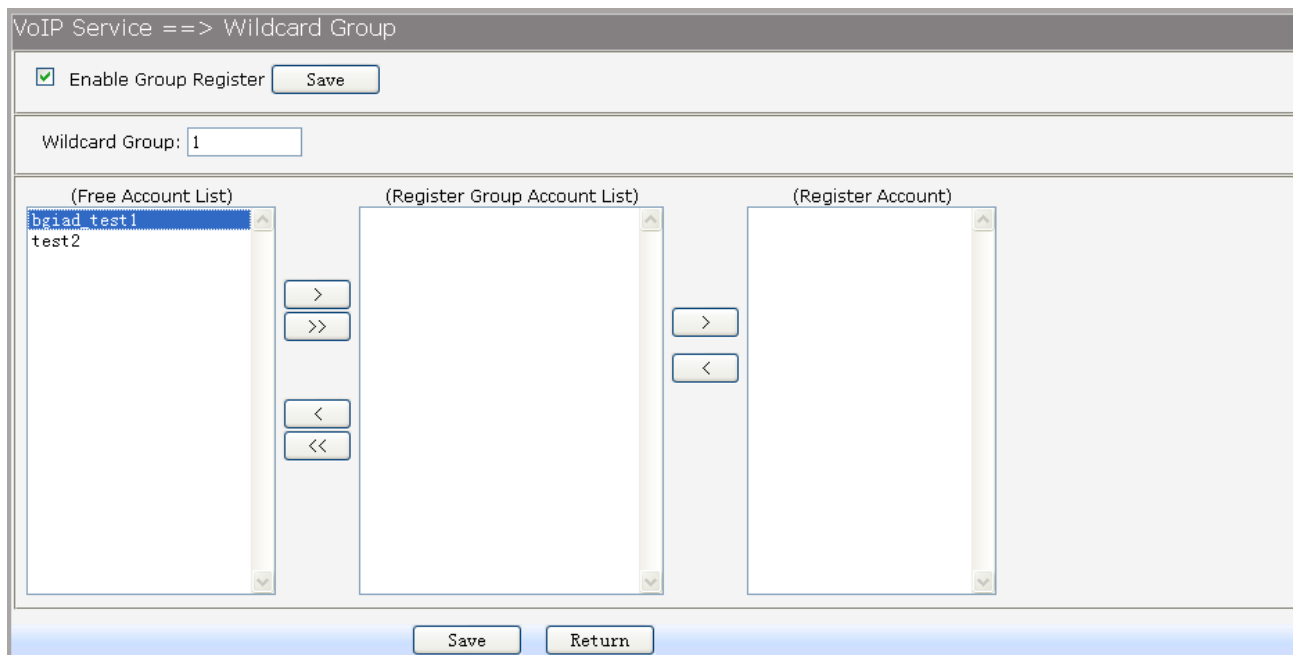 VoIP Service ==> Wildcard Group
Enable Group Register Save
Wildcard Group: 1
(Free Account List) (Register Group Account List) (Register Account)
bgiad_test1
test2
> 
>> 
>
<
<
<<
Save Return